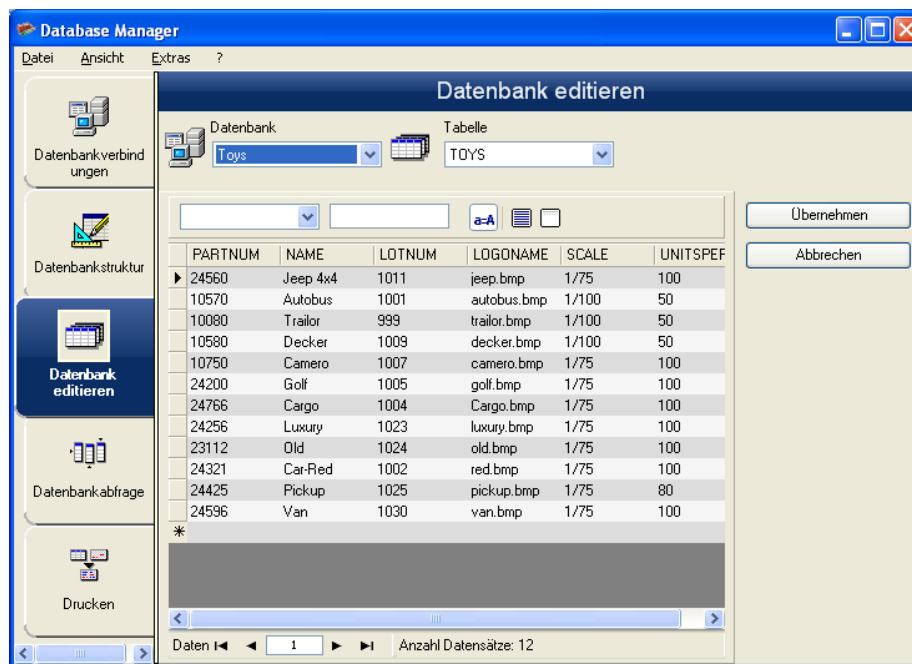 Database Manager
Datei Ansicht Extras ?
Datenbank editieren
Datenbankverbind
ungen
Datenbankstruktur
Datenbank
editieren
Datenbankabfrage
Drucken
Datenbank Tabelle
Toys TOYS
a=A
Übernehmen
Abbrechen
PARTNUM NAME LOTNUM LOGONAME SCALE UNITSPER
24560 Jeep 4x4 1011 jeep.bmp 1/75 100
10570 Autobus 1001 autobus.bmp 1/100 50
10080 Trailor 999 trailor.bmp 1/100 50
10580 Decker 1009 decker.bmp 1/100 50
10750 Camero 1007 camero.bmp 1/75 100
24200 Golf 1005 golf.bmp 1/75 100
24766 Cargo 1004 Cargo.bmp 1/75 100
24256 Luxury 1023 luxury.bmp 1/75 100
23112 Old 1024 old.bmp 1/75 100
24321 Car-Red 1002 red.bmp 1/75 100
24425 Pickup 1025 pickup.bmp 1/75 80
24596 Van 1030 van.bmp 1/75 100
Daten 1 Anzahl Datensätze: 12